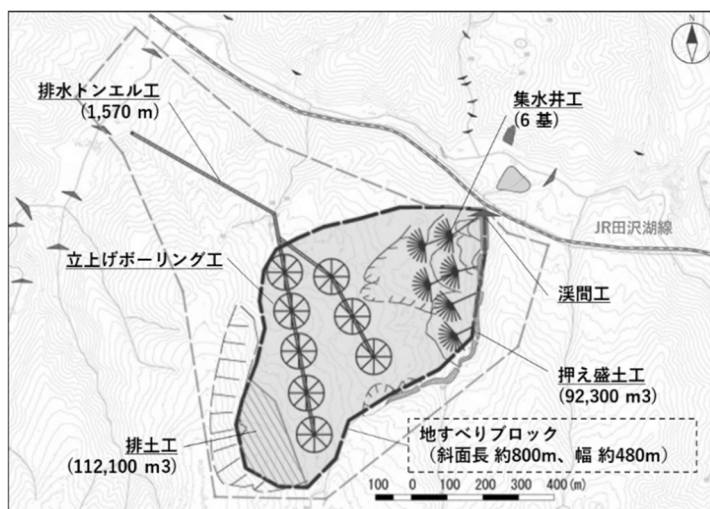 N
排水トンネル工
(1,570 m)
集水井工
(6 基)
JR田沢湖線
立上げボーリング工
渓間工
押え盛土工
(92,300 m3)
地すべりブロック
(斜面長 約800m、幅 約480m)
排土工
(112,100 m3)
100 0 100 200 300 400(m)